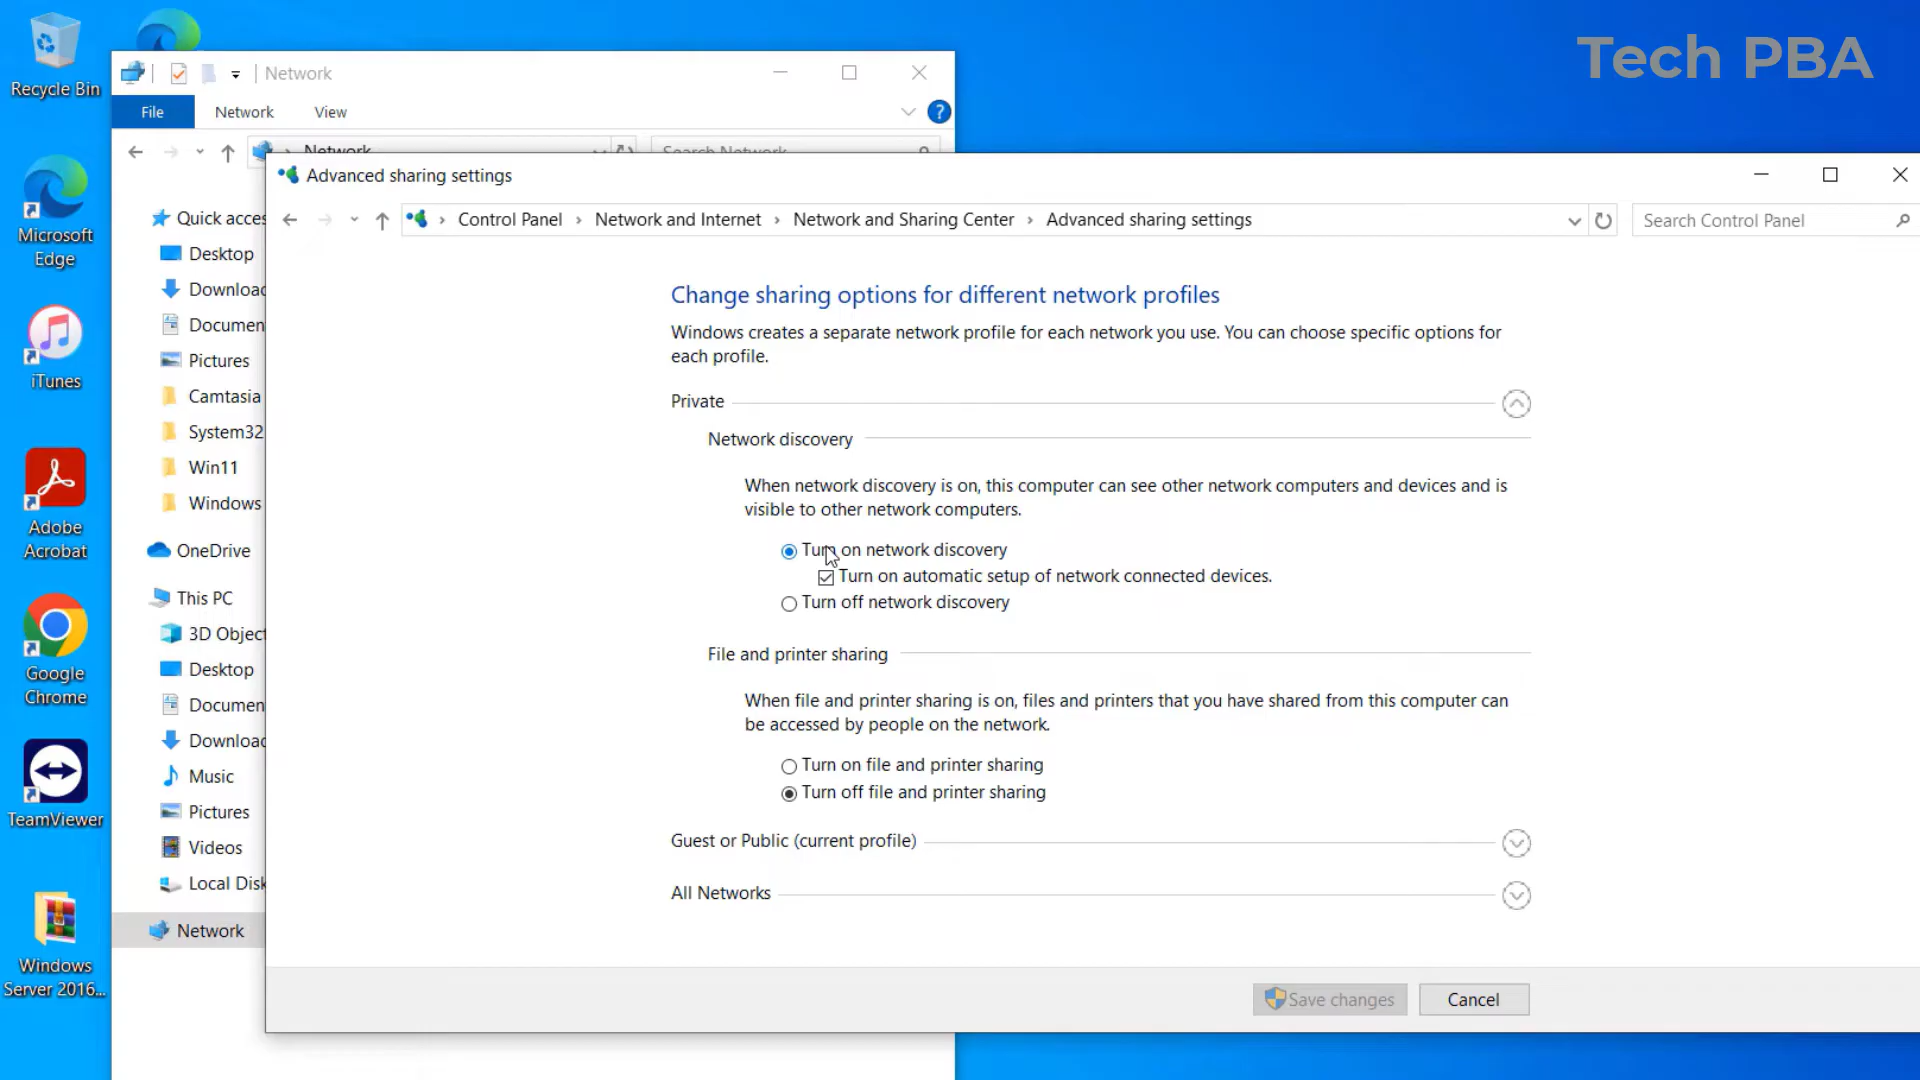 Tech PBA
Recycle Bin
Microsoft
Edge
iTunes
Adobe
Acrobat
Google
Chrome
TeamViewer
Windows
Server 2016...
Network
File
Network
View
?
Network
Search Network
Quick acces
Desktop
Downloac
Documen
Pictures
Camtasia
System32
Win11
Windows
OneDrive
This PC
3D Object
Desktop
Documen
Downloac
Music
Pictures
Videos
Local Disk
Network
Advanced sharing settings
Control Panel › Network and Internet › Network and Sharing Center › Advanced sharing settings
Search Control Panel
Change sharing options for different network profiles
Windows creates a separate network profile for each network you use. You can choose specific options for
each profile.
Private
Network discovery
When network discovery is on, this computer can see other network computers and devices and is
visible to other network computers.
Turn on network discovery
Turn on automatic setup of network connected devices.
Turn off network discovery
File and printer sharing
When file and printer sharing is on, files and printers that you have shared from this computer can
be accessed by people on the network.
Turn on file and printer sharing
Turn off file and printer sharing
Guest or Public (current profile)
All Networks
Save changes
Cancel